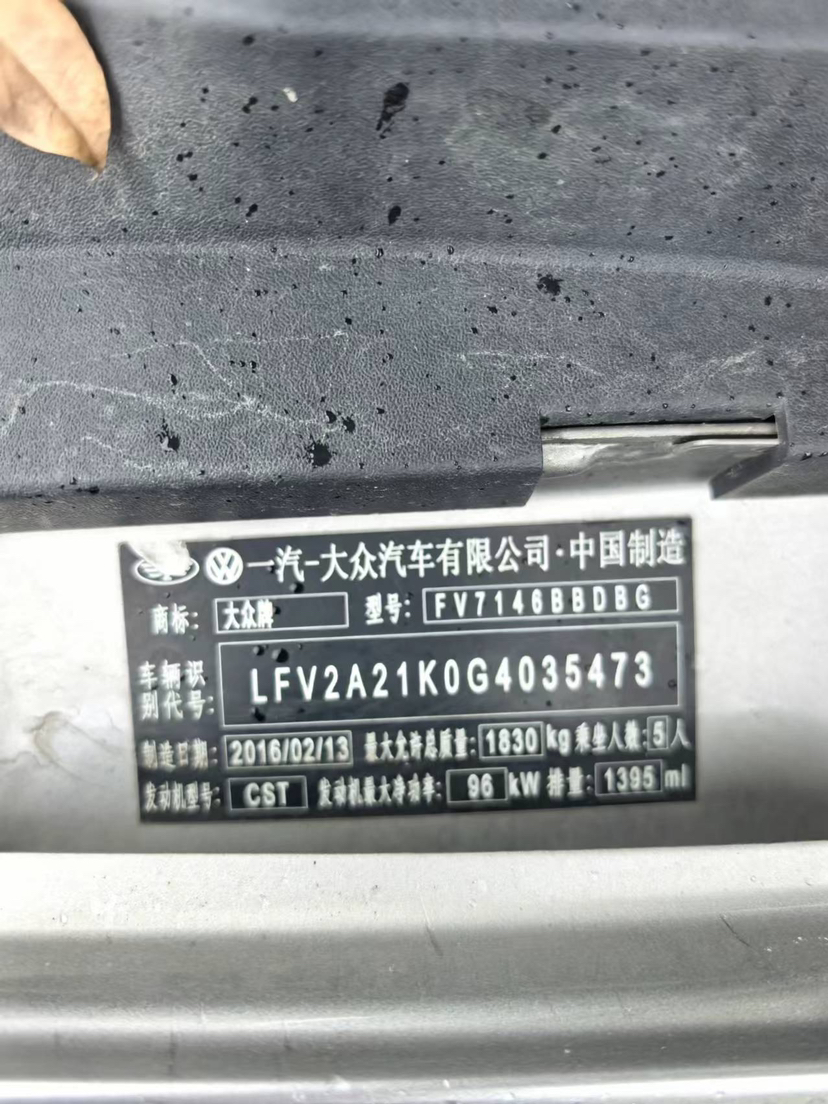 一汽-大众汽车有限公司·中国制造
商标: 大众牌 型号: FV7146BBDBG
车辆识别代号: LFV2A21K0G4035473
制造日期: 2016/02/13 最大允许总质量: 1830 kg 乘坐人数: 5 人
发动机型号: CST 发动机最大净功率: 96 kW 排量: 1395 ml